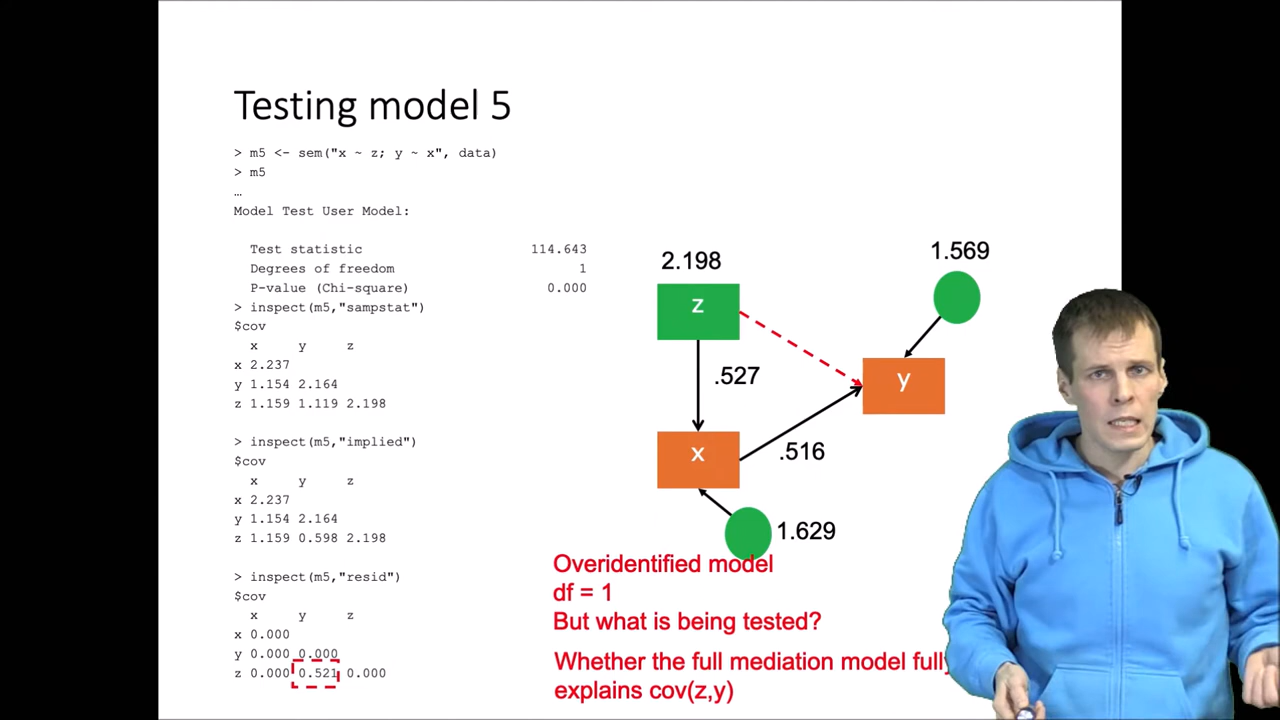 Testing model 5
> m5 <- sem("x ~ z; y ~ x", data)
> m5
…
Model Test User Model:
Test statistic 114.643
Degrees of freedom 1
P-value (Chi-square) 0.000
> inspect(m5,"sampstat")
$cov
x y z
x 2.237
y 1.154 2.164
z 1.159 1.119 2.198
> inspect(m5,"implied")
$cov
x y z
x 2.237
y 1.154 2.164
z 1.159 0.598 2.198
> inspect(m5,"resid")
$cov
x y z
x 0.000
y 0.000 0.000
z 0.000 0.521 0.000
2.198
1.569
z
.527
y
x
.516
1.629
Overidentified model
df = 1
But what is being tested?
Whether the full mediation model full
explains cov(z,y)